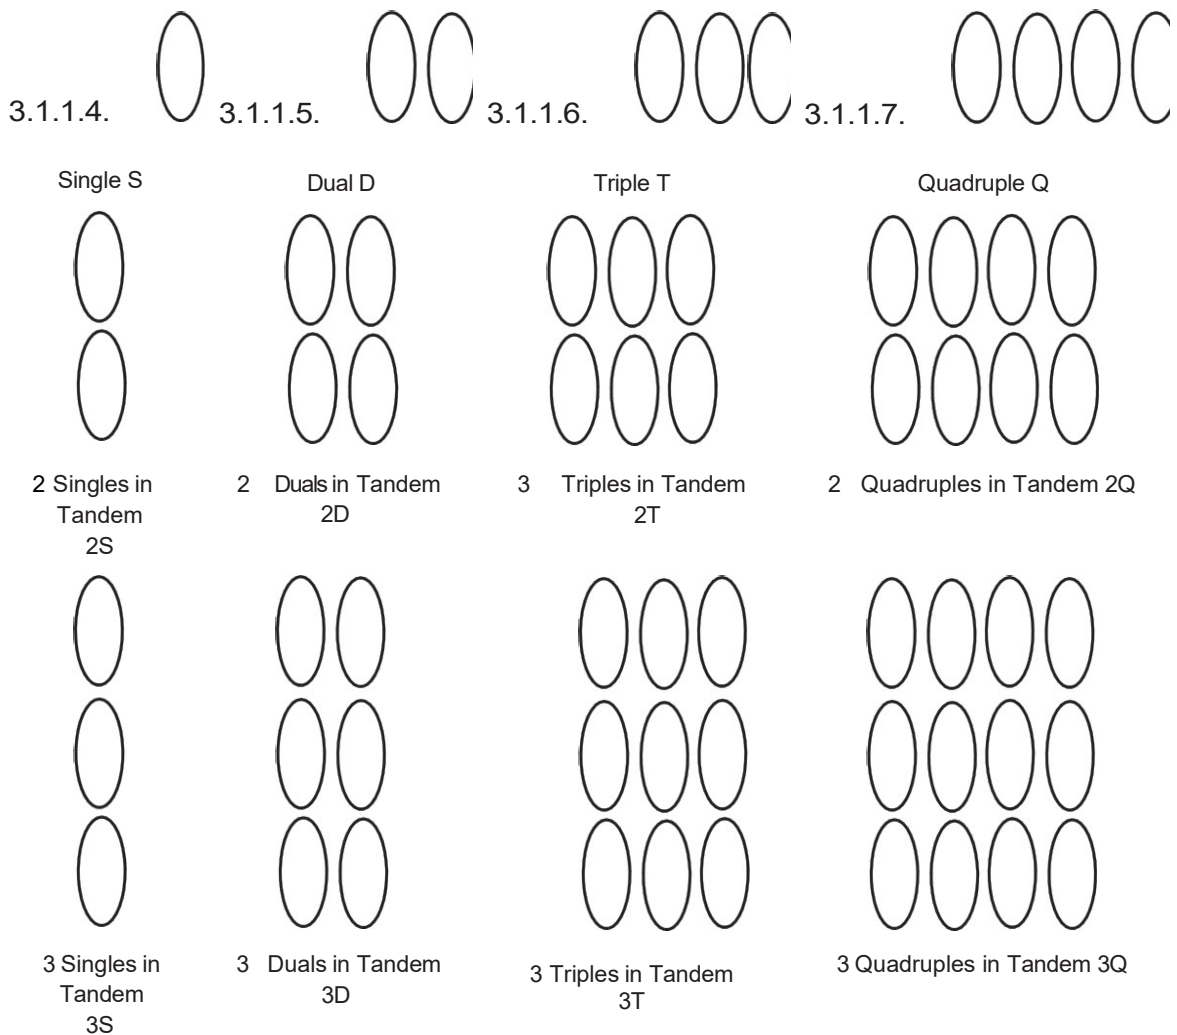 3.1.1.4. 3.1.1.5. 3.1.1.6. 3.1.1.7.
Single S Dual D Triple T Quadruple Q
2 Singles in
Tandem
2S
2 Duals in Tandem
2D
3 Triples in Tandem
2T
2 Quadruples in Tandem 2Q
3 Singles in
Tandem
3S
3 Duals in Tandem
3D
3 Triples in Tandem
3T
3 Quadruples in Tandem 3Q